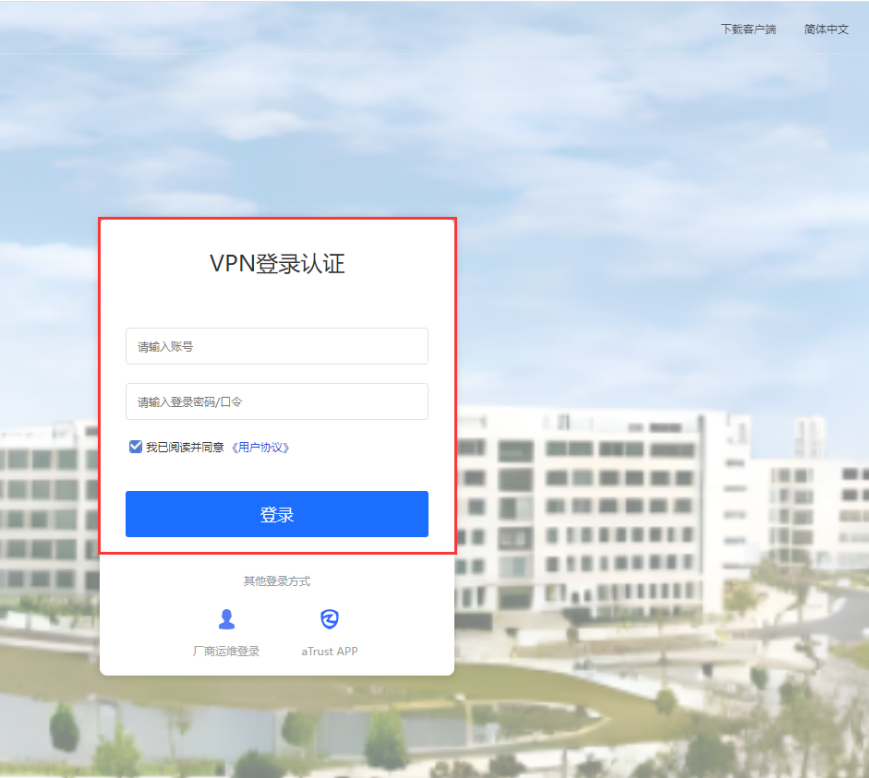 下载客户端 简体中文
VPN登录认证
请输入账号
请输入登录密码/口令
我已阅读并同意 《用户协议》
登录
其他登录方式
厂商运维登录 aTrust APP